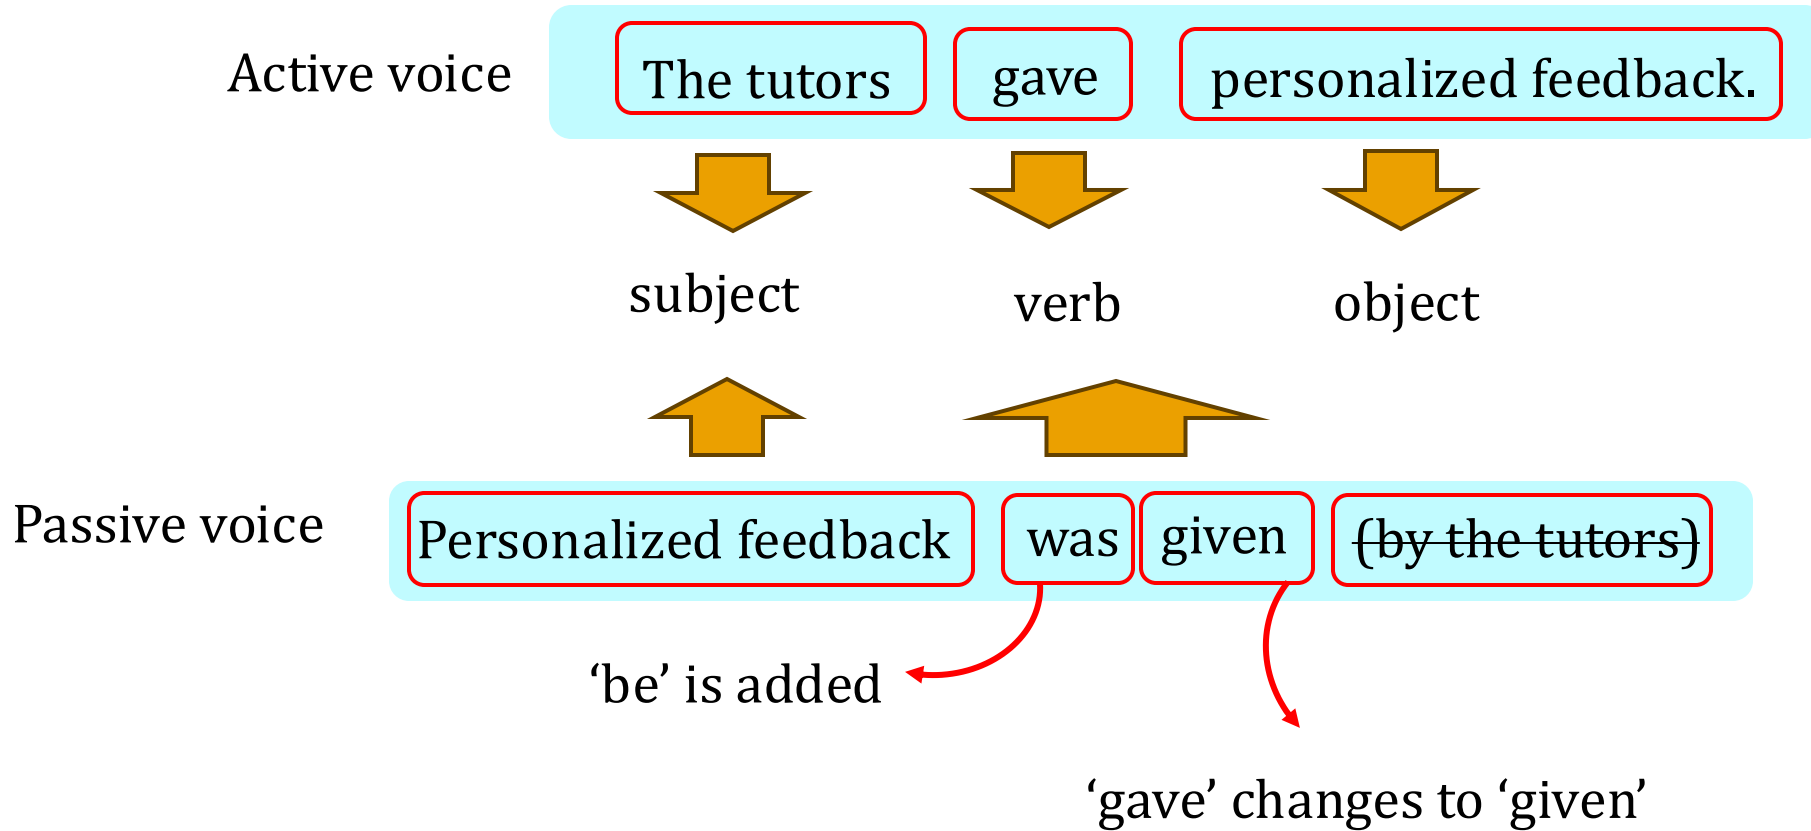 Active voice The tutors gave personalized feedback.
subject verb object
Passive voice Personalized feedback was given (by the tutors)
‘be’ is added
‘gave’ changes to ‘given’